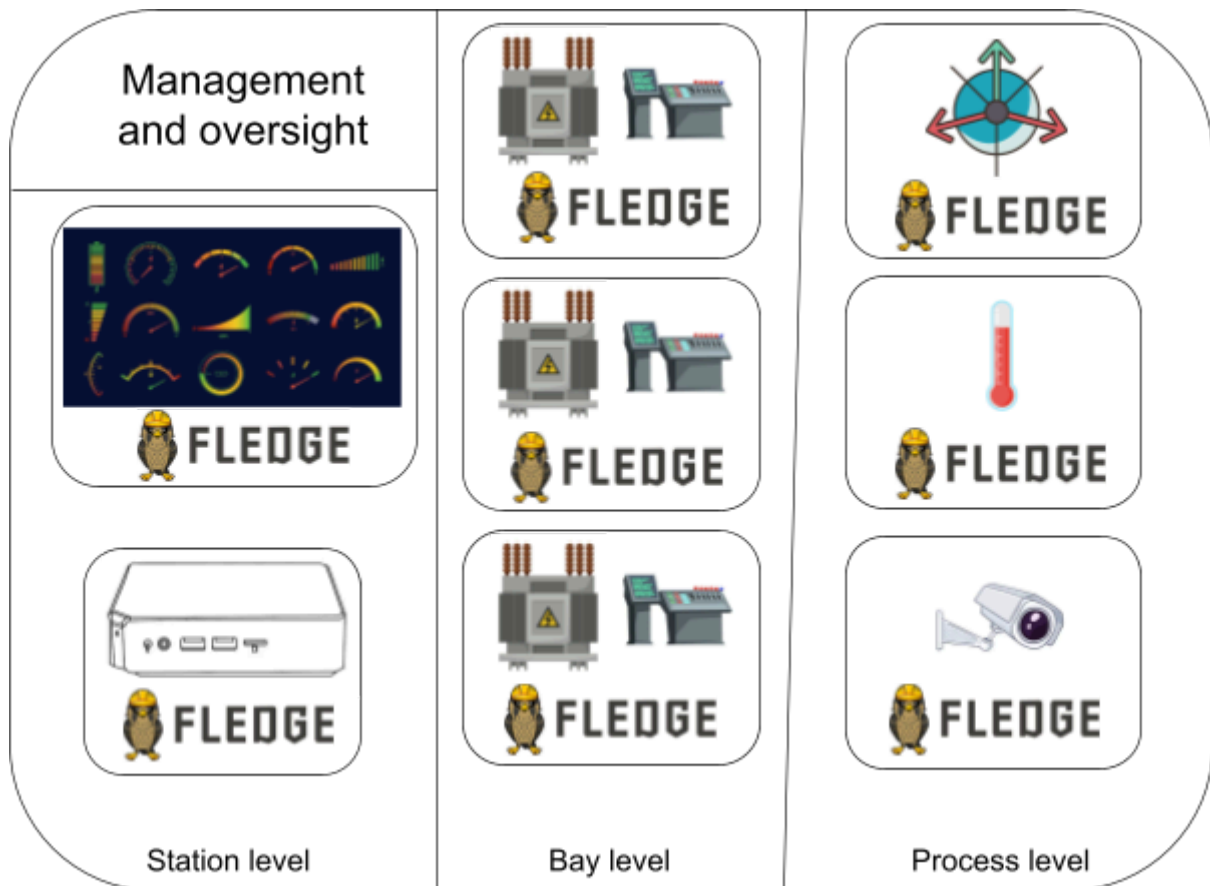 Management
and oversight
FLEDGE
FLEDGE
Station level
FLEDGE
FLEDGE
FLEDGE
Bay level
FLEDGE
FLEDGE
FLEDGE
Process level